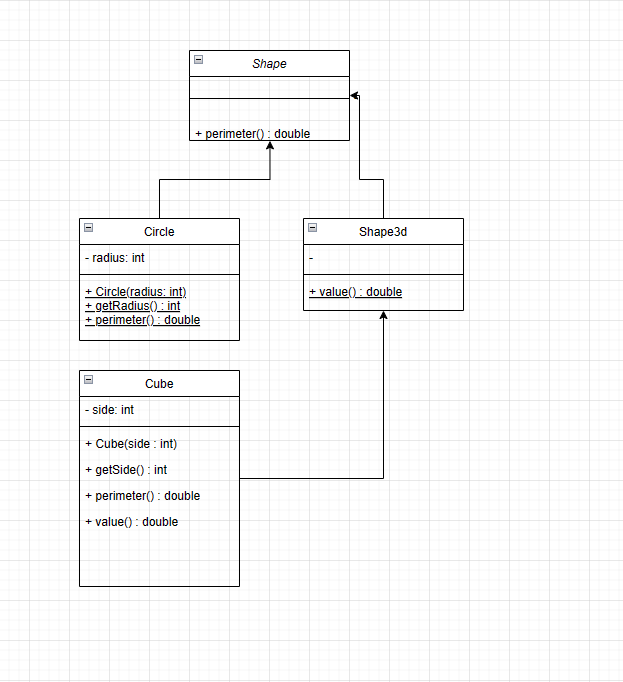 Shape
+ perimeter() : double
Circle
- radius: int
+ Circle(radius: int)
+ getRadius() : int
+ perimeter() : double
Shape3d
-
+ value() : double
Cube
- side: int
+ Cube(side : int)
+ getSide() : int
+ perimeter() : double
+ value() : double